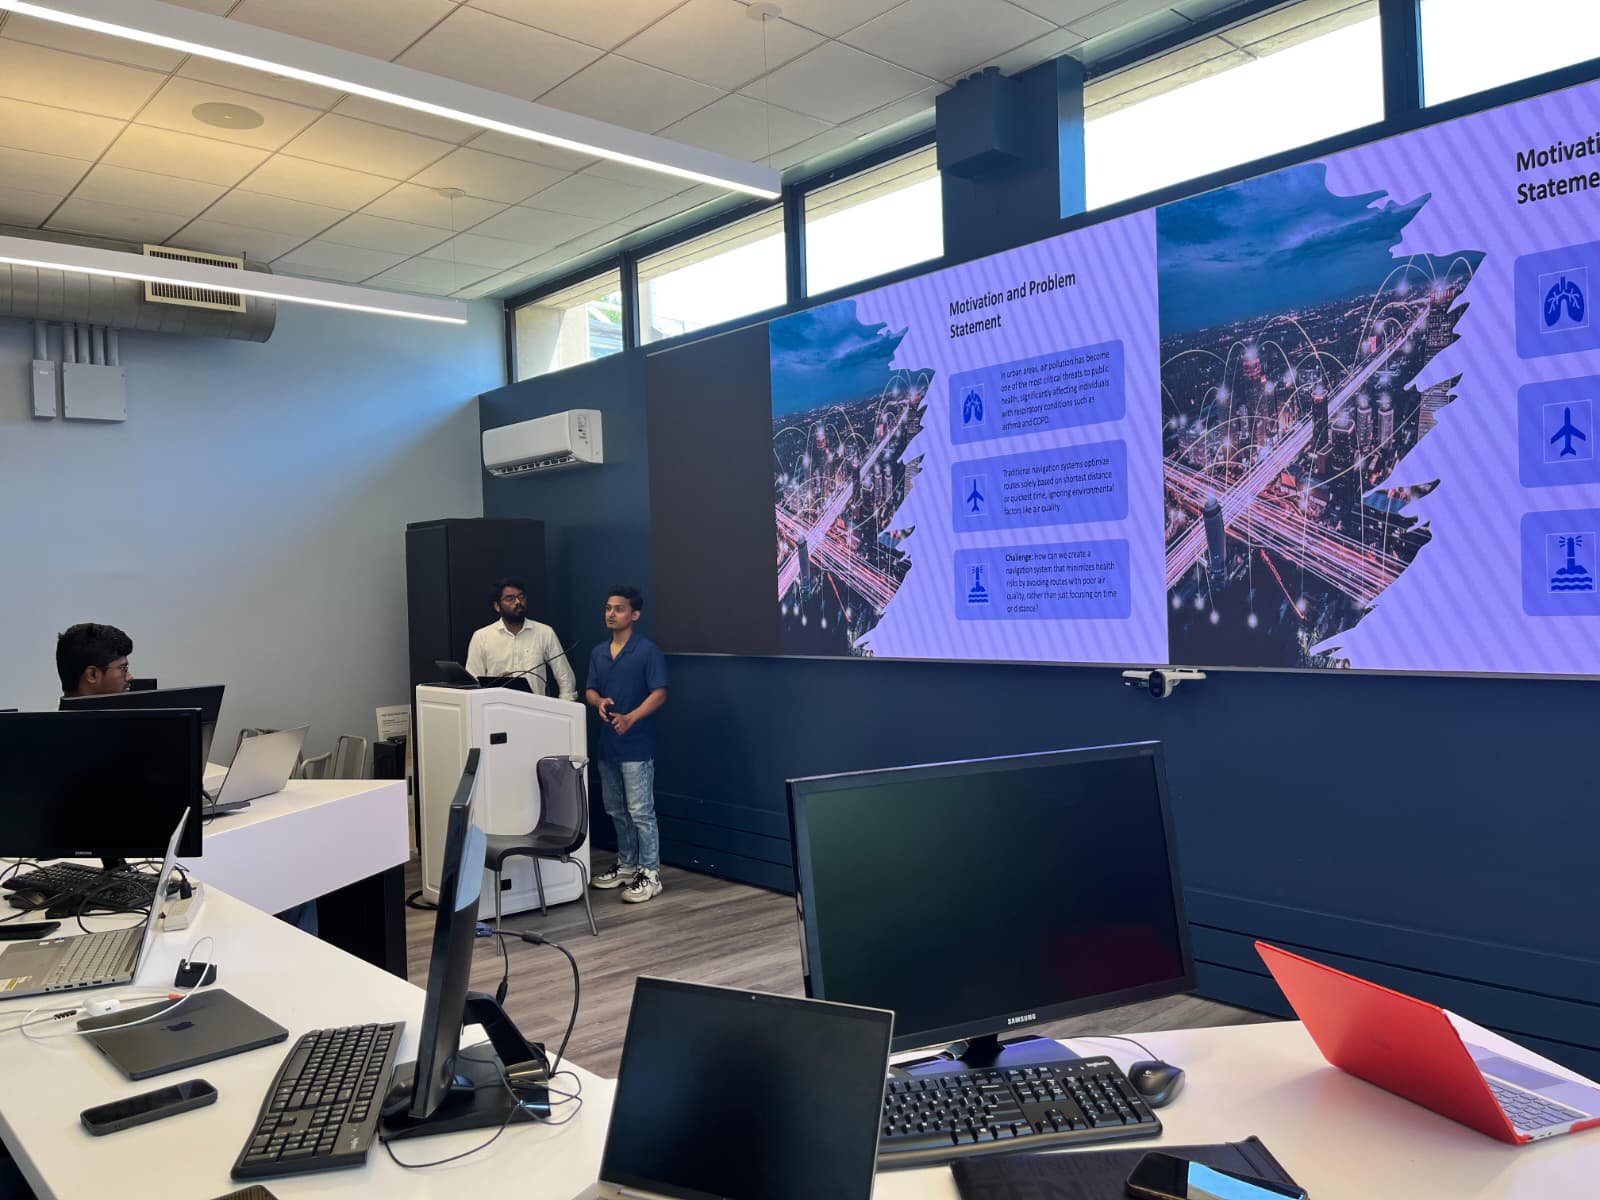 Motivation and Problem
Statement
In urban areas, air pollution has become
one of the most critical threats to public
health, significantly affecting individuals
with respiratory conditions such as
asthma and COPD.
Traditional navigation systems optimize
routes solely based on shortest distance
or quickest time, ignoring environmental
factors like air quality.
Challenge: How can we create a
navigation system that minimizes health
risks by avoiding routes with poor air
quality, rather than just focusing on time
or distance?
Motivati
Stateme
SAMSUNG
SAMSUNG
logitech